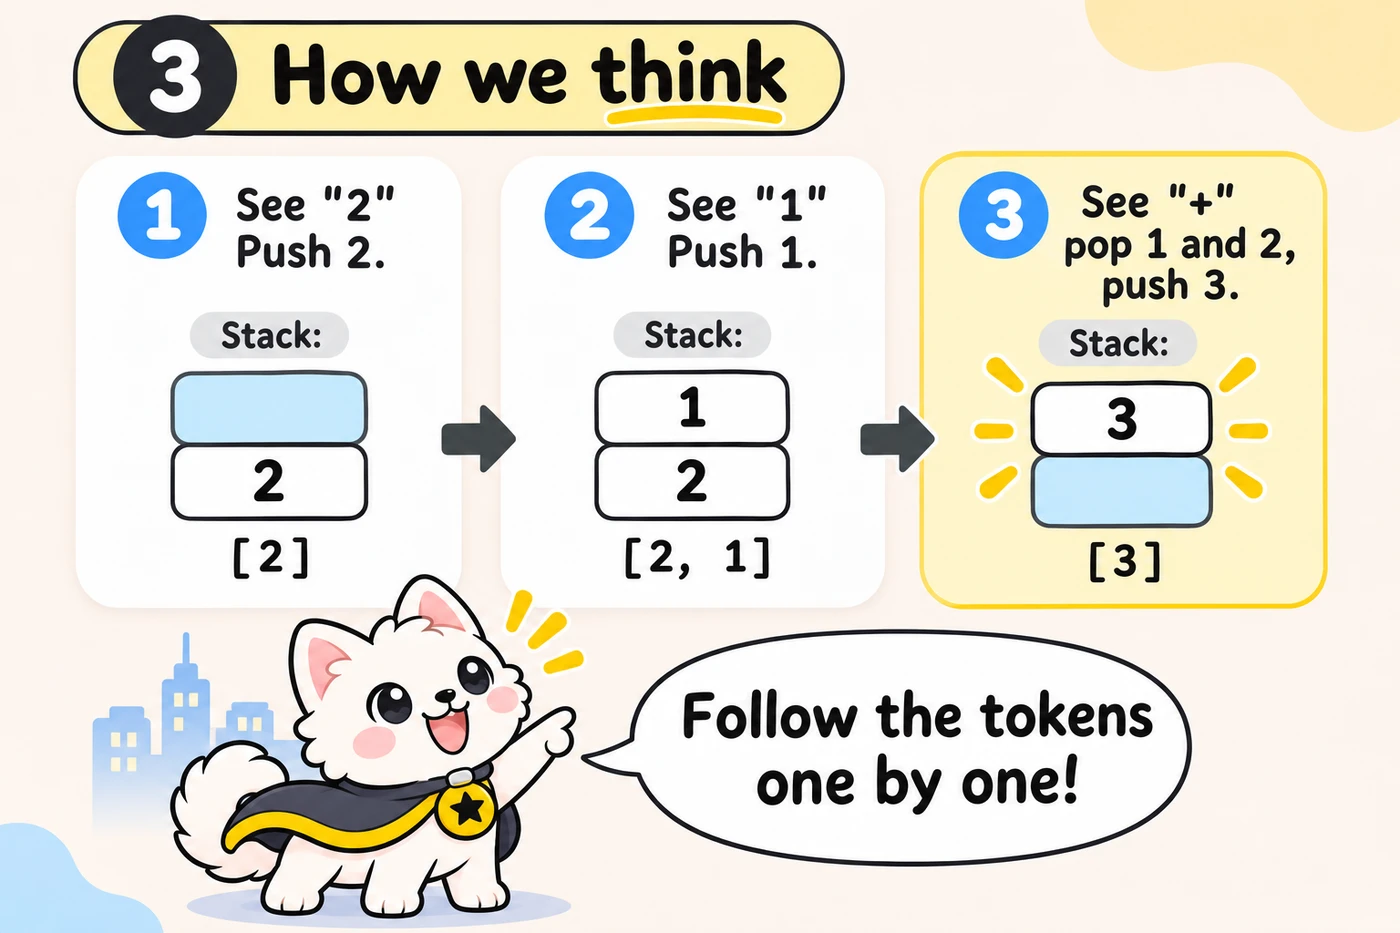 3 How we think
1 See "2"
Push 2.
Stack:
2
[2]
2 See "1"
Push 1.
Stack:
1
2
[2, 1]
3 See "+"
pop 1 and 2,
push 3.
Stack:
3
[3]
Follow the tokens
one by one!